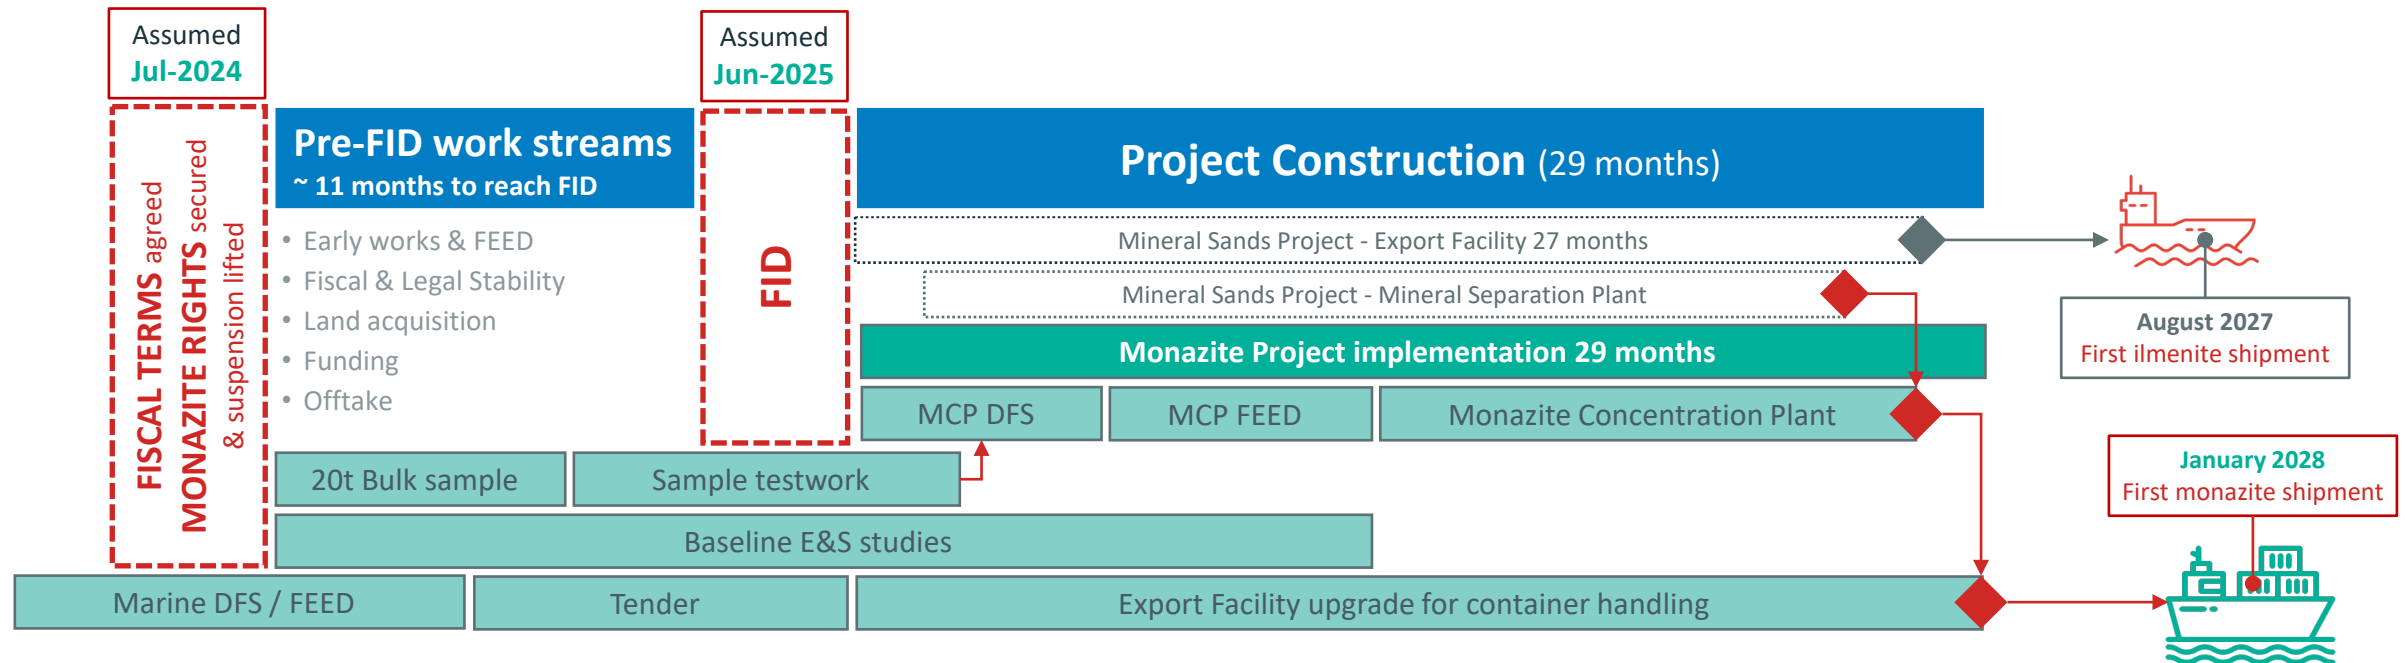 Assumed
Jul-2024
FISCAL TERMS agreed
MONAZITE RIGHTS secured
& suspension lifted
Pre-FID work streams
~ 11 months to reach FID
• Early works & FEED
• Fiscal & Legal Stability
• Land acquisition
• Funding
• Offtake
Assumed
Jun-2025
FID
Project Construction (29 months)
Mineral Sands Project - Export Facility 27 months
Mineral Sands Project - Mineral Separation Plant
Monazite Project implementation 29 months
MCP DFS
MCP FEED
Monazite Concentration Plant
20t Bulk sample
Sample testwork
Baseline E&S studies
Marine DFS / FEED
Tender
Export Facility upgrade for container handling
August 2027
First ilmenite shipment
January 2028
First monazite shipment